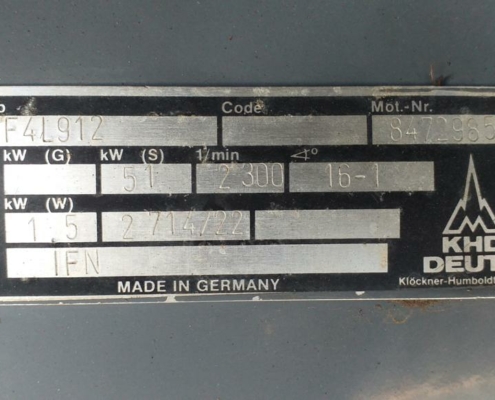 p Code Mot.-Nr.
F4L912 8472985
kW (G) kW (S) 1/min ∢°
51 2 300 16-1
kW (W)
1 5 2 714/22
IFN
KHD
DEUT
MADE IN GERMANY Klöckner-Humboldt